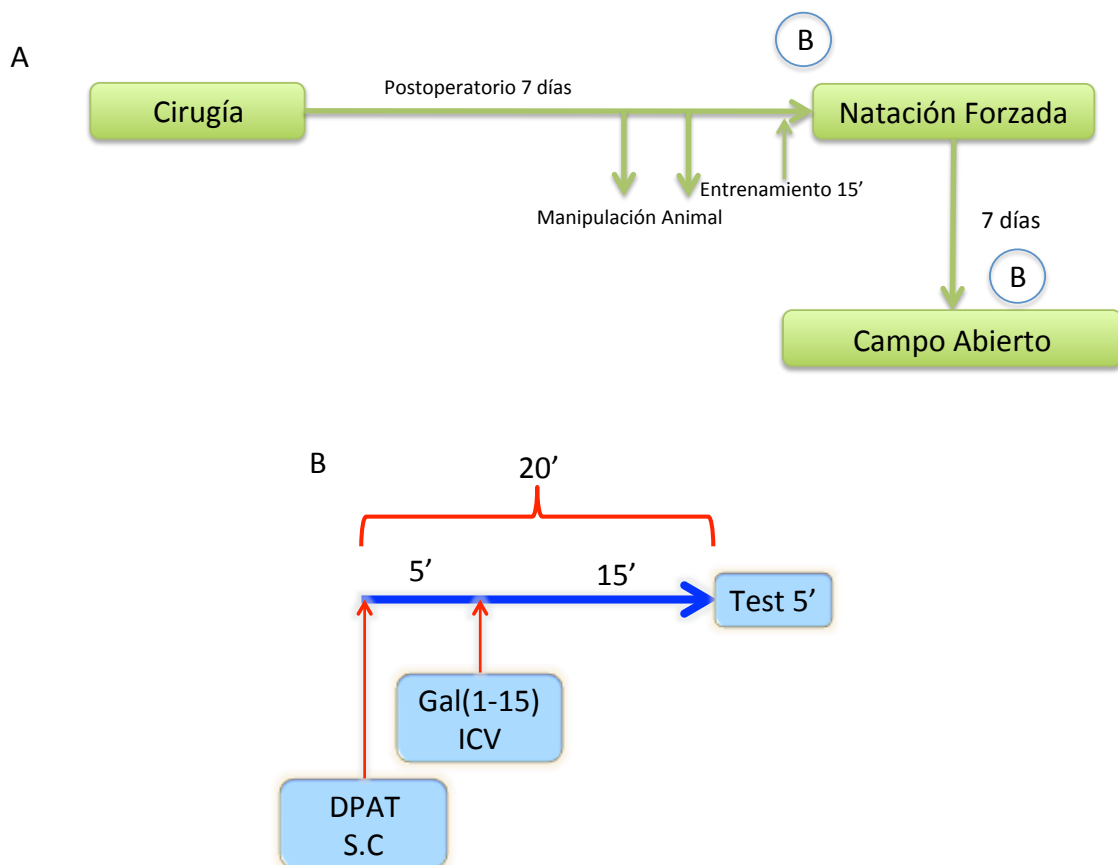 A
B
Cirugía
Postoperatorio 7 días
Natación Forzada
Entrenamiento 15’
Manipulación Animal
7 días
B
Campo Abierto
B
20’
5’
15’
Test 5’
Gal(1-15)
ICV
DPAT
S.C